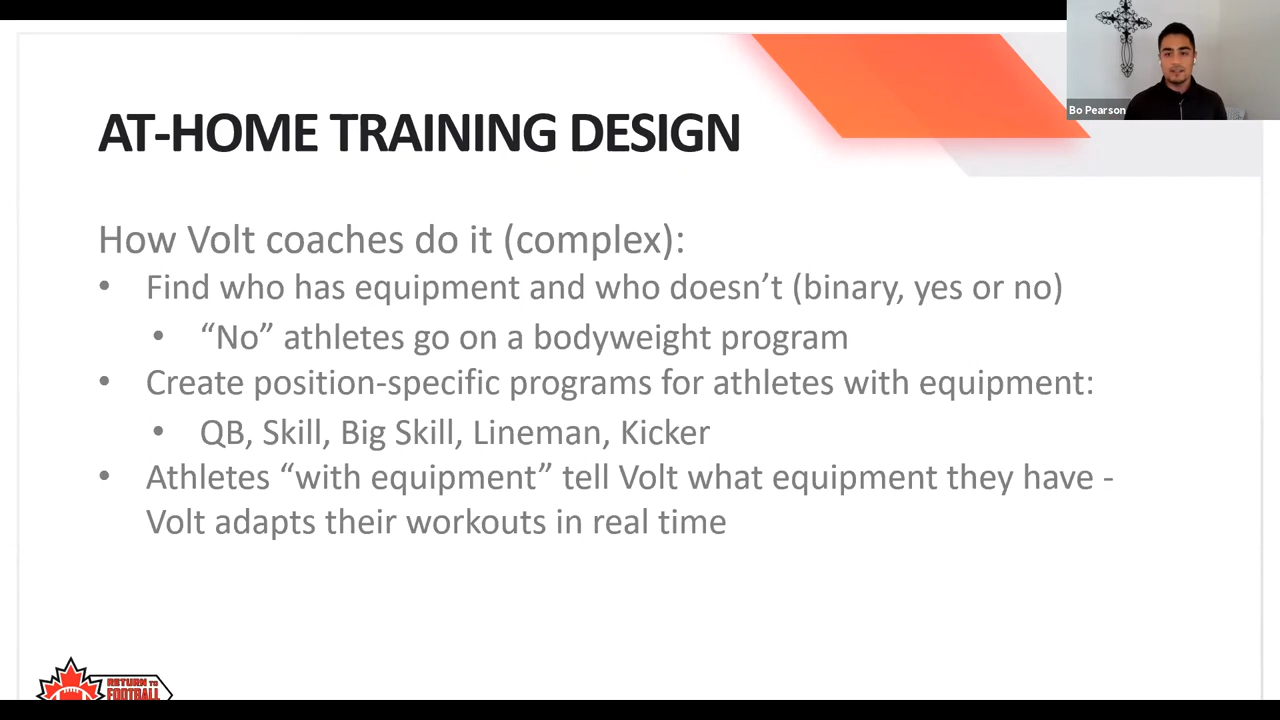 Bo Pearson
AT-HOME TRAINING DESIGN
How Volt coaches do it (complex):
• Find who has equipment and who doesn’t (binary, yes or no)
• “No” athletes go on a bodyweight program
• Create position-specific programs for athletes with equipment:
• QB, Skill, Big Skill, Lineman, Kicker
• Athletes “with equipment” tell Volt what equipment they have -
Volt adapts their workouts in real time
RETURN TO
FOOTBALL